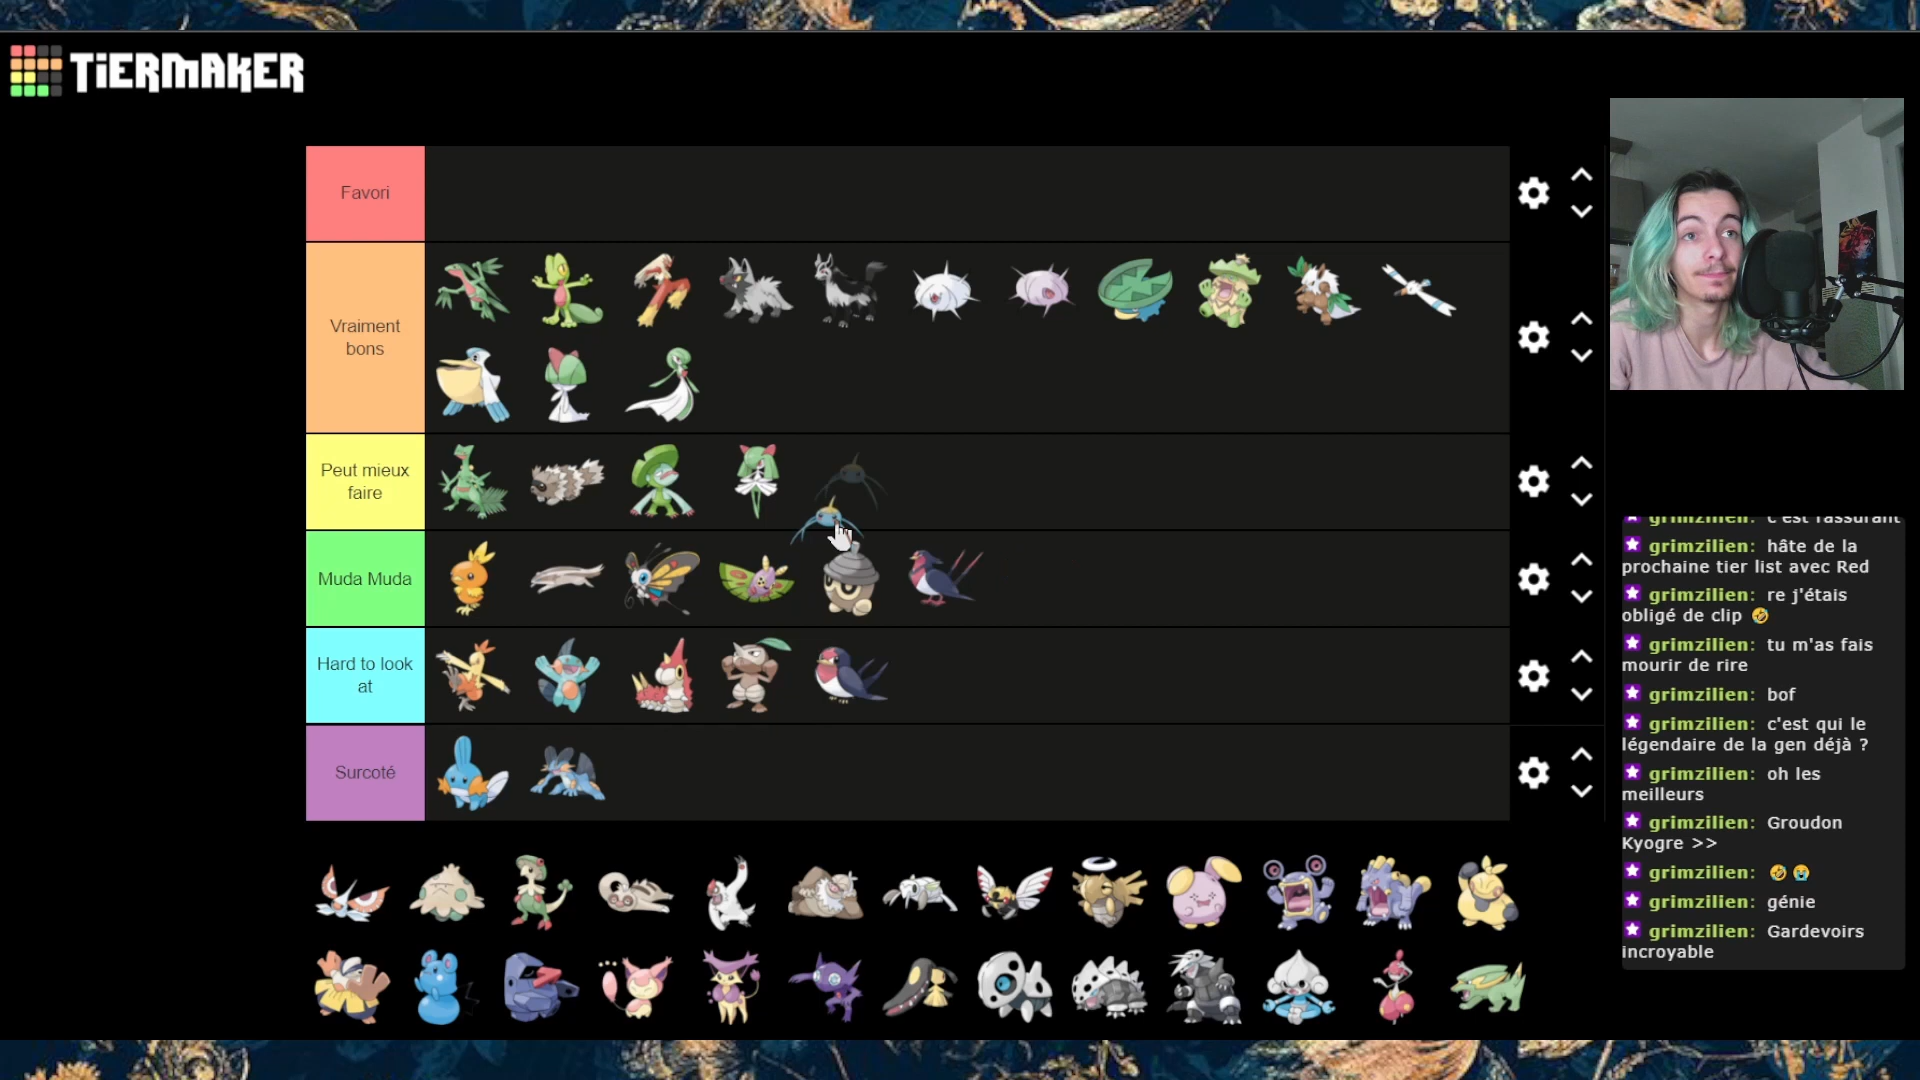 TiERMAKER
Favori
Vraiment
bons
Peut mieux
faire
Muda Muda
Hard to look
at
Surcoté
grimzilien: c'est rassurant
grimzilien: hâte de la
prochaine tier list avec Red
grimzilien: re j'étais
obligé de clip 🤣
grimzilien: tu m'as fais
mourir de rire
grimzilien: bof
grimzilien: c'est qui le
légendaire de la gen déjà ?
grimzilien: oh les
meilleurs
grimzilien: Groudon
Kyogre >>
grimzilien: 🤣😭
grimzilien: génie
grimzilien: Gardevoirs
incroyable